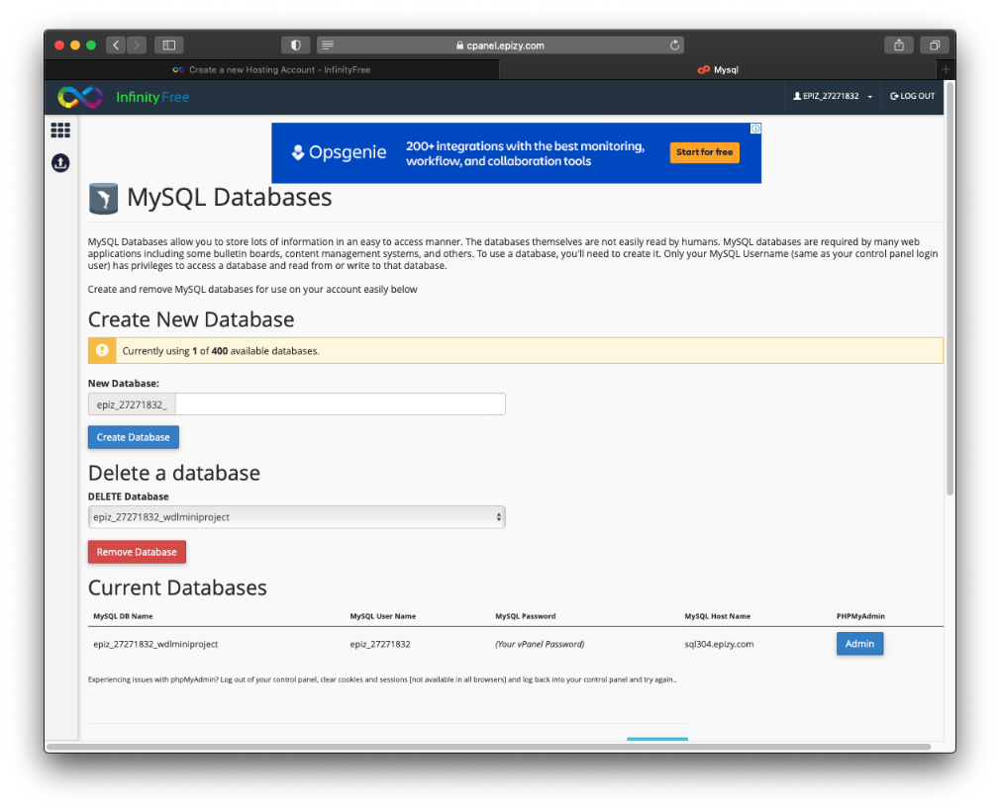 cpanel.epizy.com
Create a new Hosting Account - InfinityFree
Mysql
InfinityFree
EPIZ_27271832
LOG OUT
Opsgenie
200+ integrations with the best monitoring,
workflow, and collaboration tools
Start for free
MySQL Databases
MySQL Databases allow you to store lots of information in an easy to access manner. The databases themselves are not easily read by humans. MySQL databases are required by many web
applications including some bulletin boards, content management systems, and others. To use a database, you'll need to create it. Only your MySQL Username (same as your control panel login
user) has privileges to access a database and read from or write to that database.
Create and remove MySQL databases for use on your account easily below
Create New Database
Currently using 1 of 400 available databases.
New Database:
epiz_27271832_
Create Database
Delete a database
DELETE Database
epiz_27271832_wdlminiproject
Remove Database
Current Databases
MySQL DB Name MySQL User Name MySQL Password MySQL Host Name PHPMyAdmin
epiz_27271832_wdlminiproject epiz_27271832 (Your vPanel Password) sql304.epizy.com Admin
Experiencing issues with phpMyAdmin? Log out of your control panel, clear cookies and sessions [not available in all browsers] and log back into your control panel and try again..